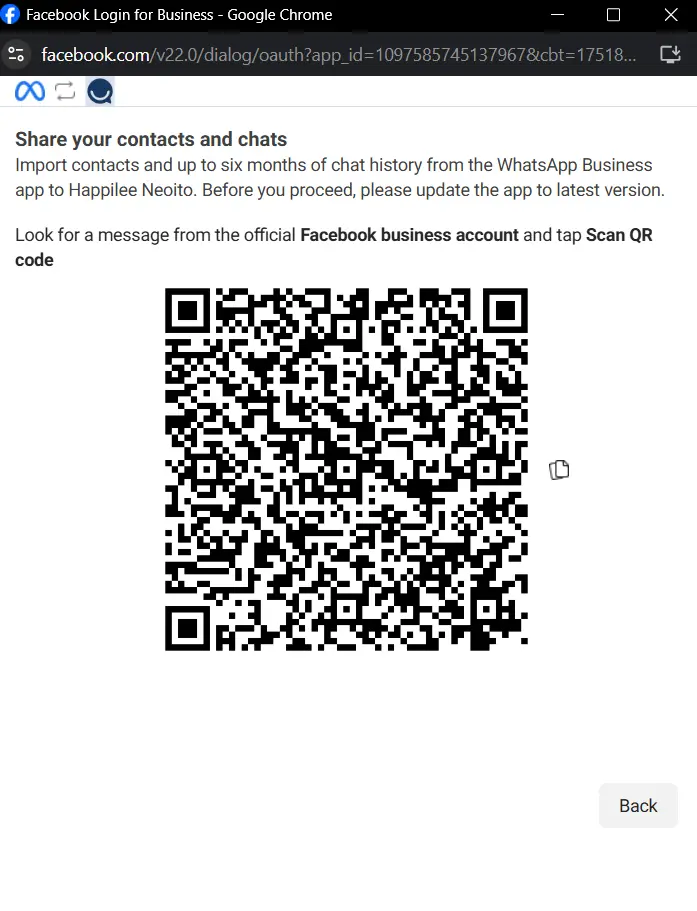 Facebook Login for Business - Google Chrome
facebook.com/v22.0/dialog/oauth?app_id=1097585745137967&cbt=17518...
Share your contacts and chats
Import contacts and up to six months of chat history from the WhatsApp Business
app to Happilee Neoito. Before you proceed, please update the app to latest version.
Look for a message from the official Facebook business account and tap Scan QR
code
Back